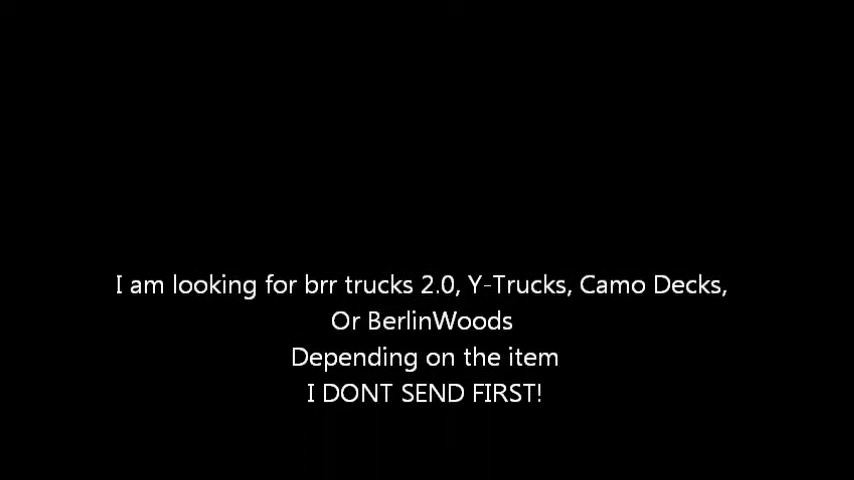 I am looking for brr trucks 2.0, Y-Trucks, Camo Decks,
Or BerlinWoods
Depending on the item
I DONT SEND FIRST!